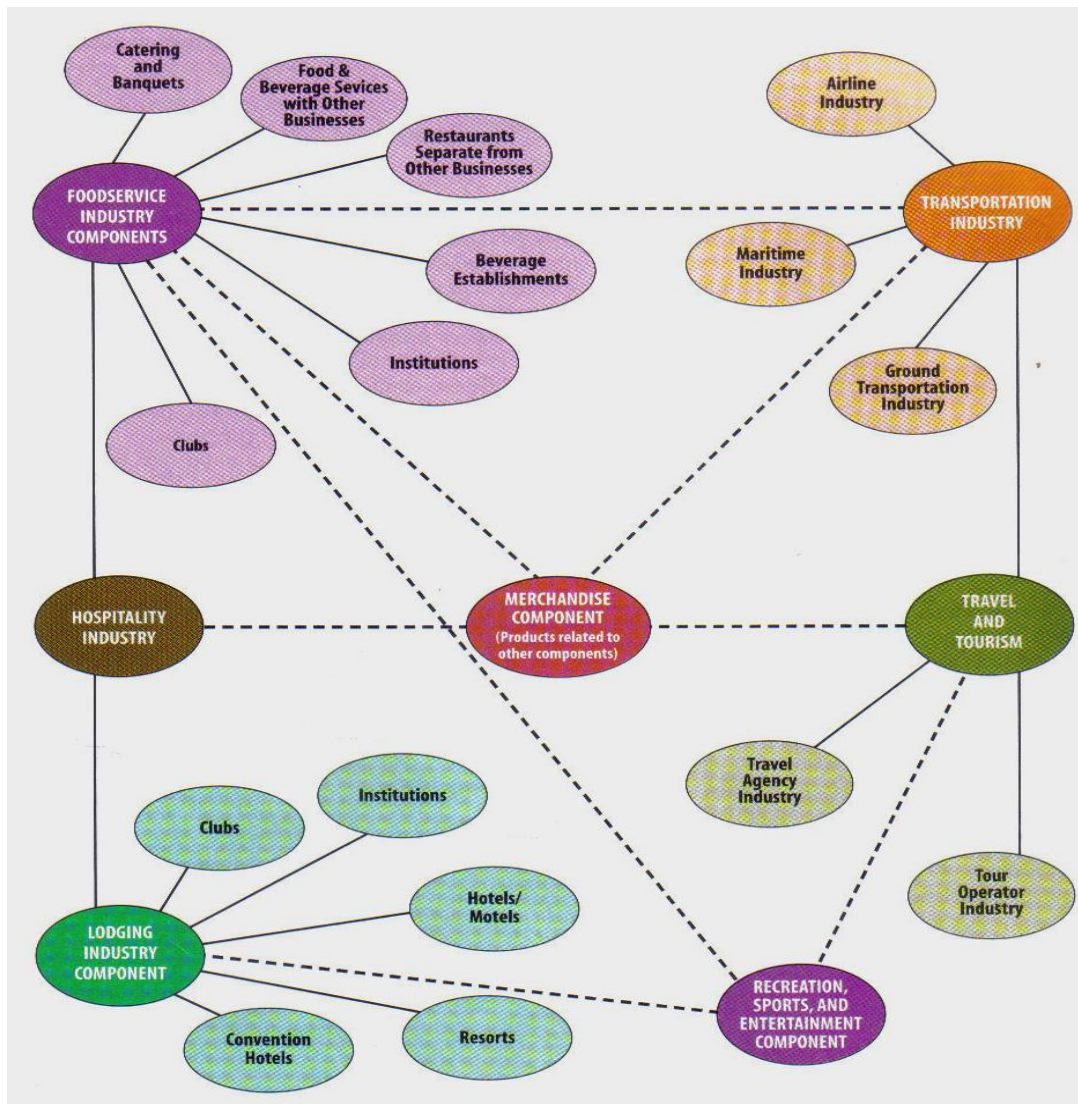 Catering
and
Banquets
Food &
Beverage Sevices
with Other
Businesses
Restaurants
Separate from
Other Businesses
Airline
Industry
FOODSERVICE
INDUSTRY
COMPONENTS
TRANSPORTATION
INDUSTRY
Beverage
Establishments
Maritime
Industry
Institutions
Ground
Transportation
Industry
Clubs
HOSPITALITY
INDUSTRY
MERCHANDISE
COMPONENT
(Products related to
other components)
TRAVEL
AND
TOURISM
Travel
Agency
Industry
Institutions
Clubs
Hotels/
Motels
Tour
Operator
Industry
LODGING
INDUSTRY
COMPONENT
RECREATION,
SPORTS, AND
ENTERTAINMENT
COMPONENT
Convention
Hotels
Resorts